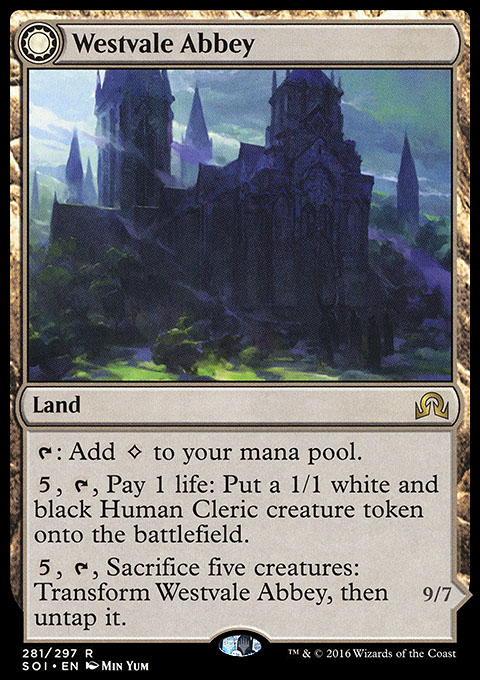 Westvale Abbey
Land
: Add to your mana pool.
5, , Pay 1 life: Put a 1/1 white and
black Human Cleric creature token
onto the battlefield.
5, , Sacrifice five creatures:
Transform Westvale Abbey, then
untap it.
9/7
281/297 R
SOI • EN Min Yum
™ & © 2016 Wizards of the Coast